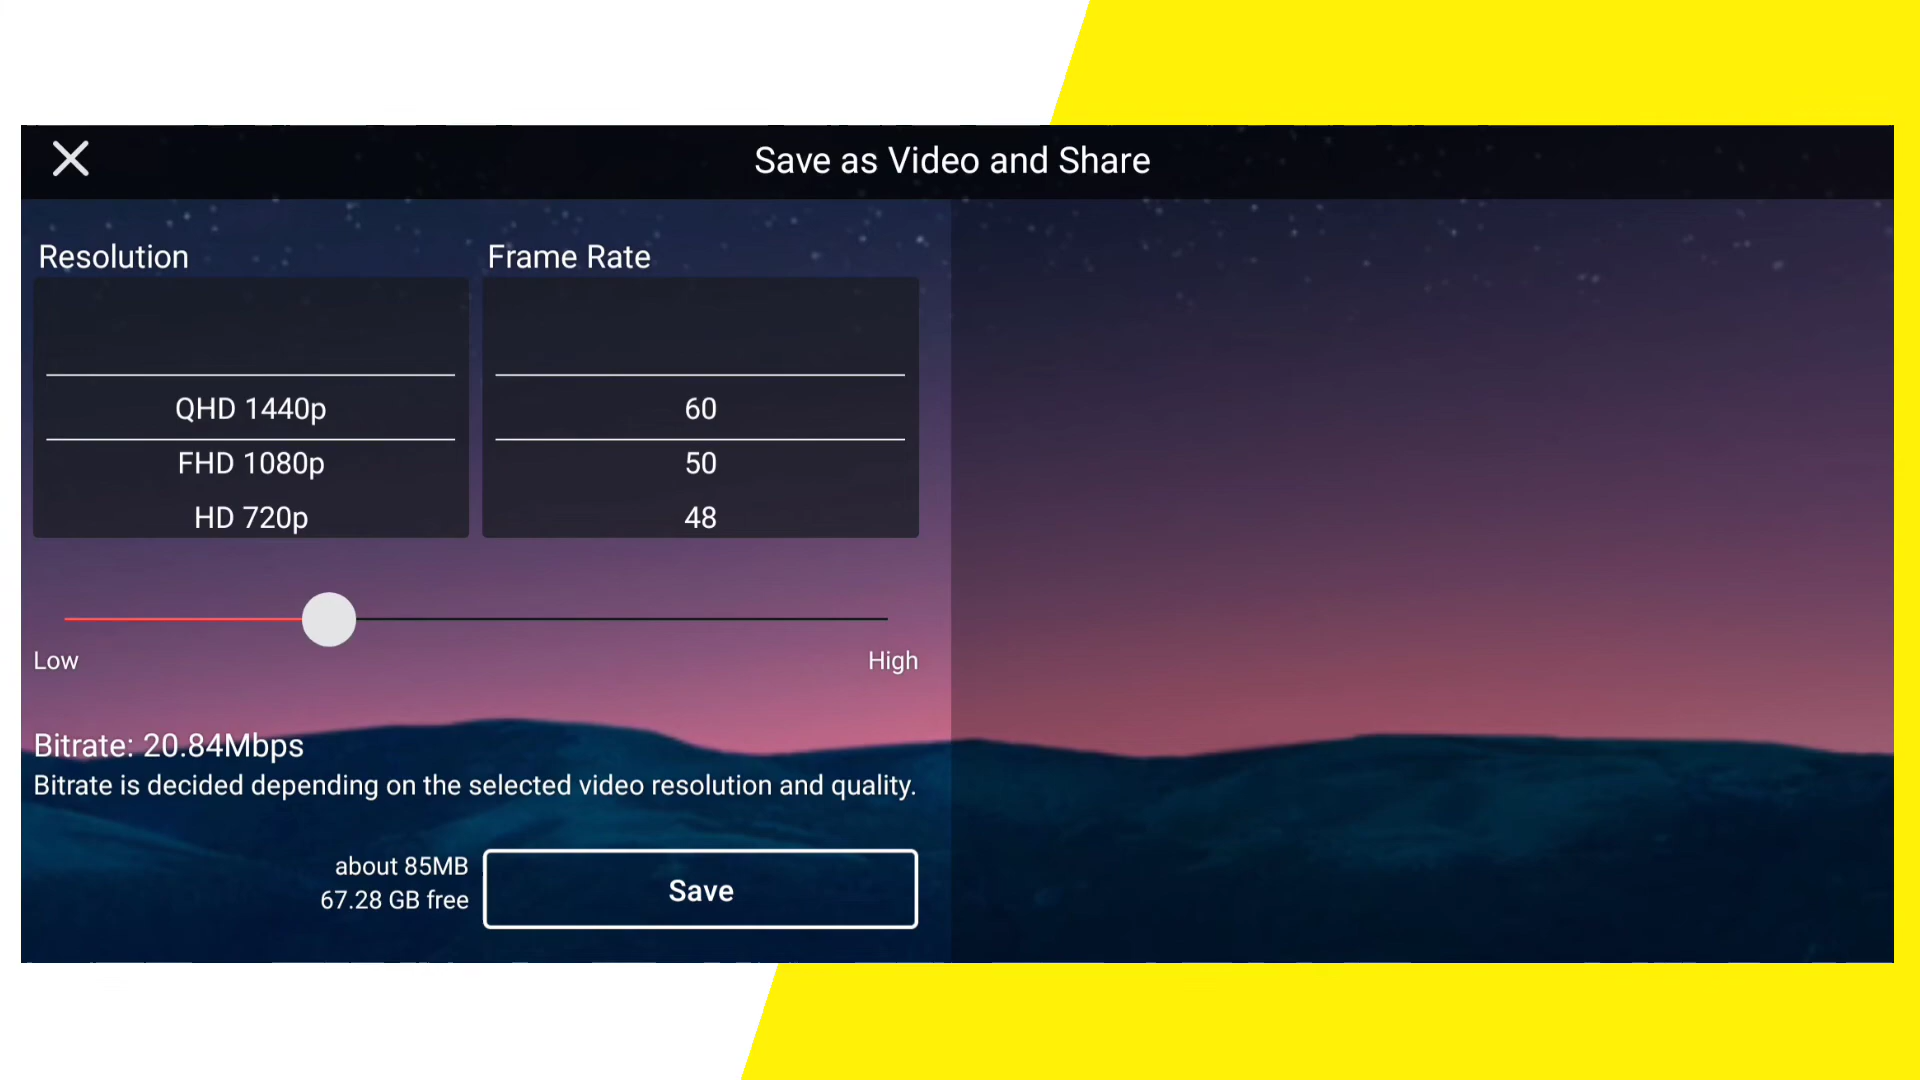 Save as Video and Share
Resolution
Frame Rate
QHD 1440p
FHD 1080p
HD 720p
60
50
48
Low
High
Bitrate: 20.84Mbps
Bitrate is decided depending on the selected video resolution and quality.
about 85MB
67.28 GB free
Save